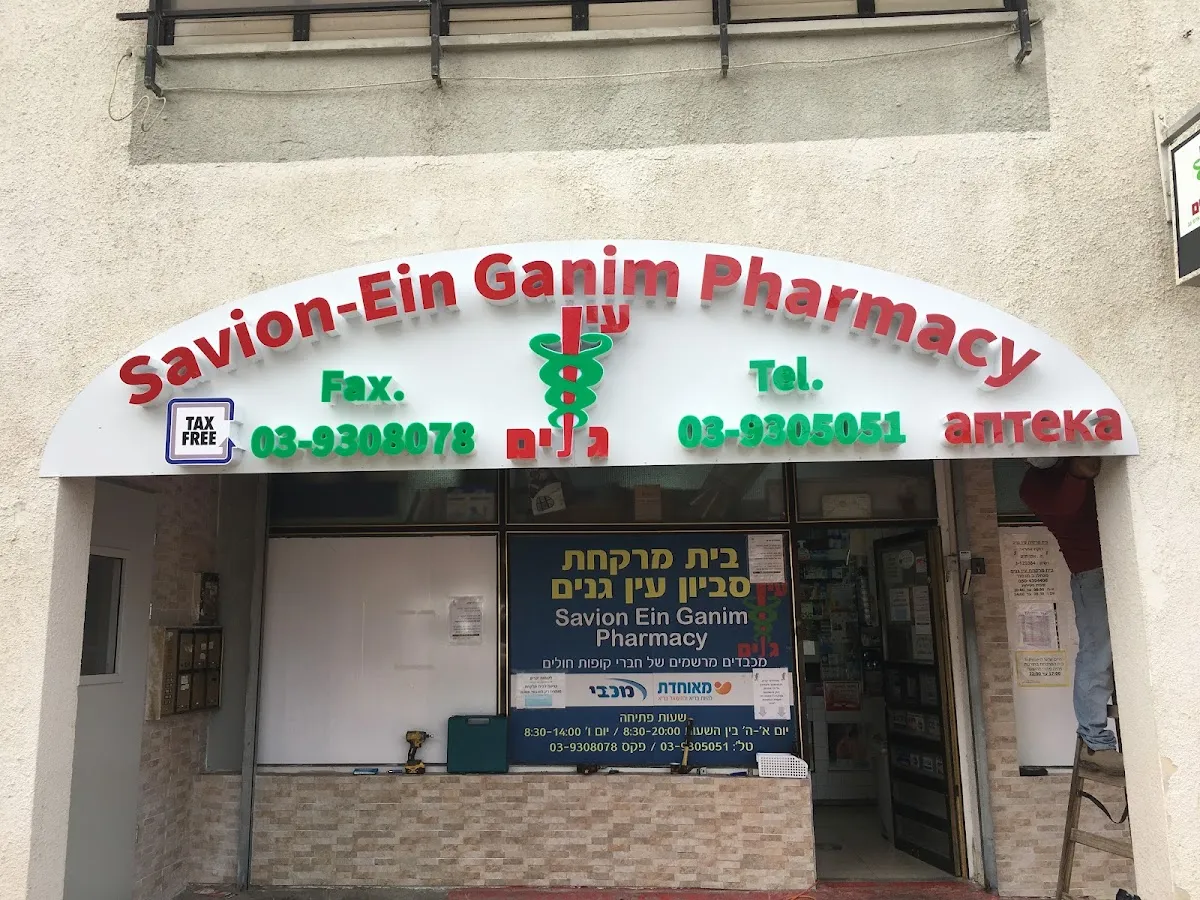 Savion-Ein Ganim Pharmacy
עין
גנים
Fax.
03-9308078
Tel.
03-9305051
аптека
TAX
FREE
בית מרקחת
סביון עין גנים
Savion Ein Ganim
Pharmacy
עין
גנים
מכבדים מרשמים של חברי קופות חולים
מאוחדת
מכבי
שעות פתיחה
יום א'-ה' בין השעות 8:30-20:00 / יום ו' 8:30-14:00
טל': 03-9305051 / פקס 03-9308078